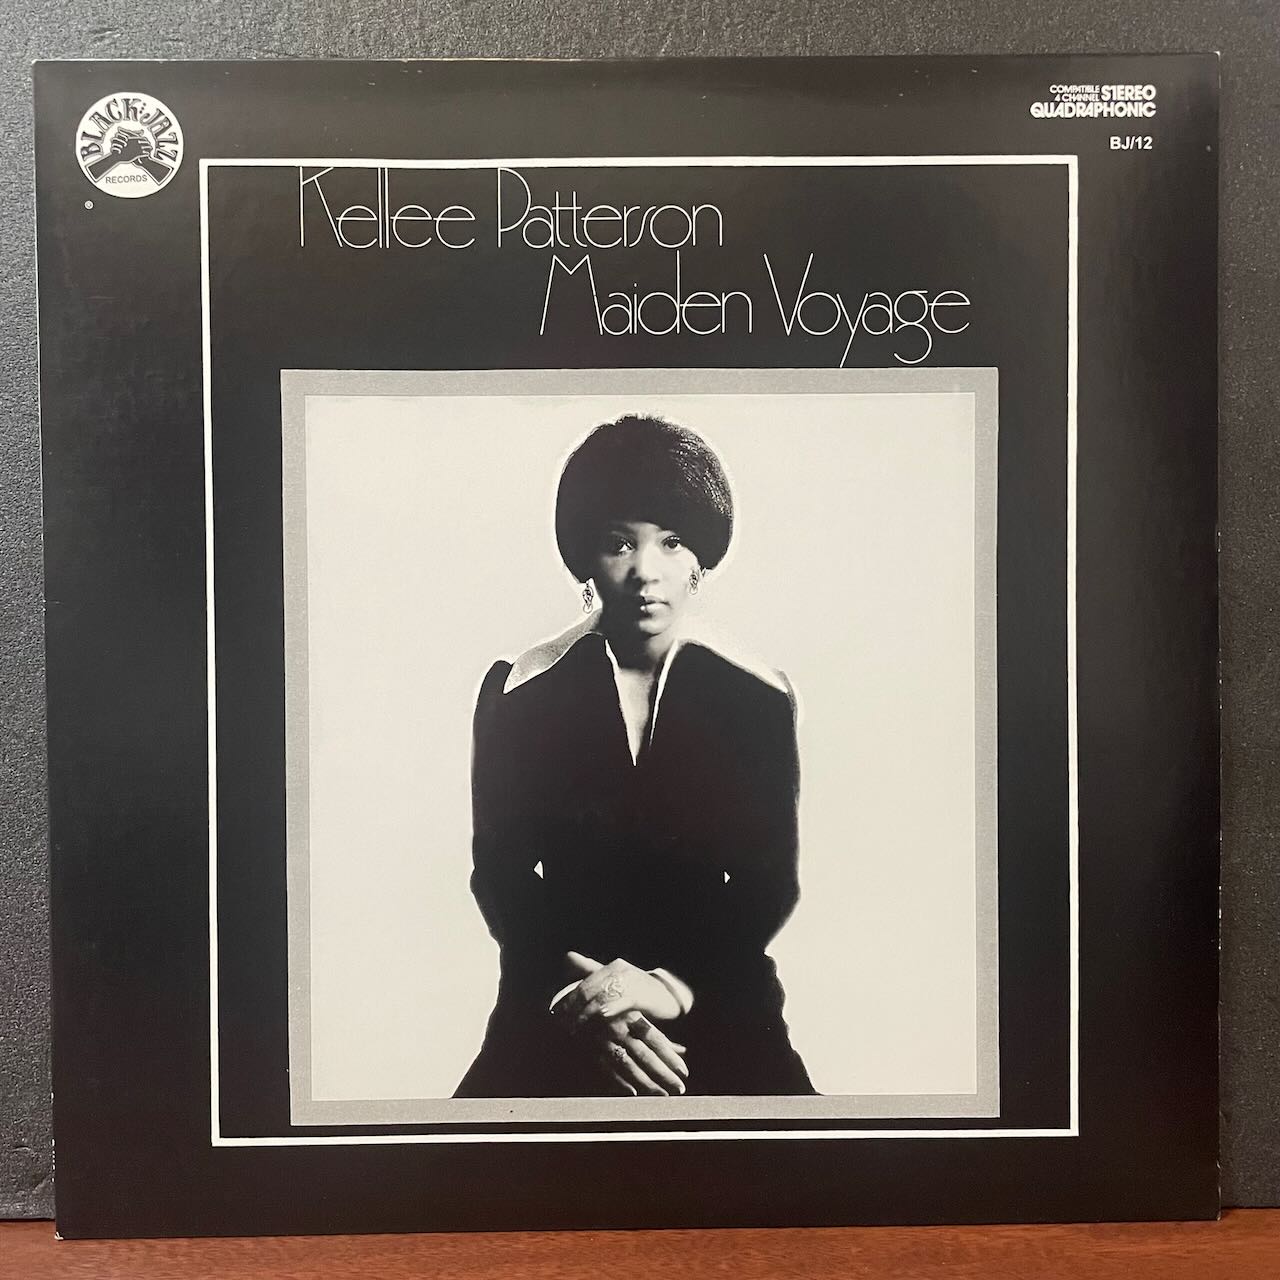 BLACK JAZZ
RECORDS
®
COMPATIBLE
4 CHANNEL STEREO
QUADRAPHONIC
BJ/12
Kellee Patterson
Maiden Voyage